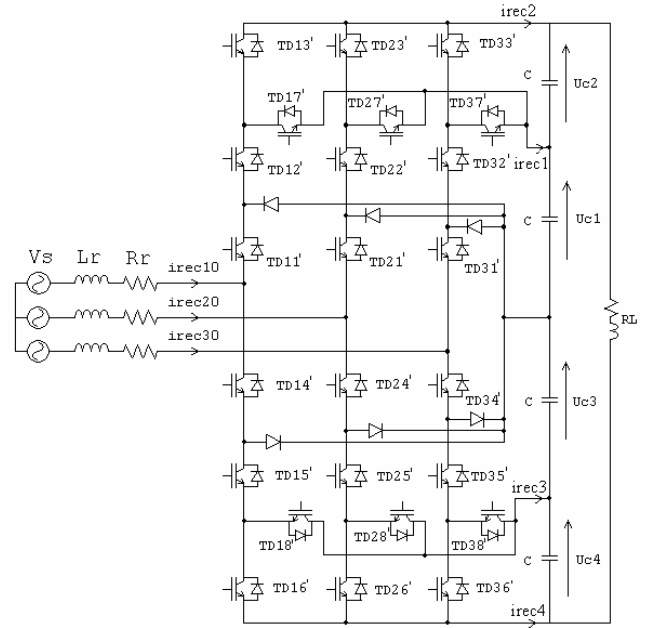 irec2
TD13' TD23' TD33'
C Uc2
TD17' TD27' TD37'
irec1
TD12' TD22' TD32'
C Uc1
Vs Lr Rr irec10
TD11' TD21' TD31'
irec20
RL
irec30
TD14' TD24' TD34'
C Uc3
TD15' TD25' TD35'
irec3
TD18' TD28' TD38'
C Uc4
TD16' TD26' TD36'
irec4